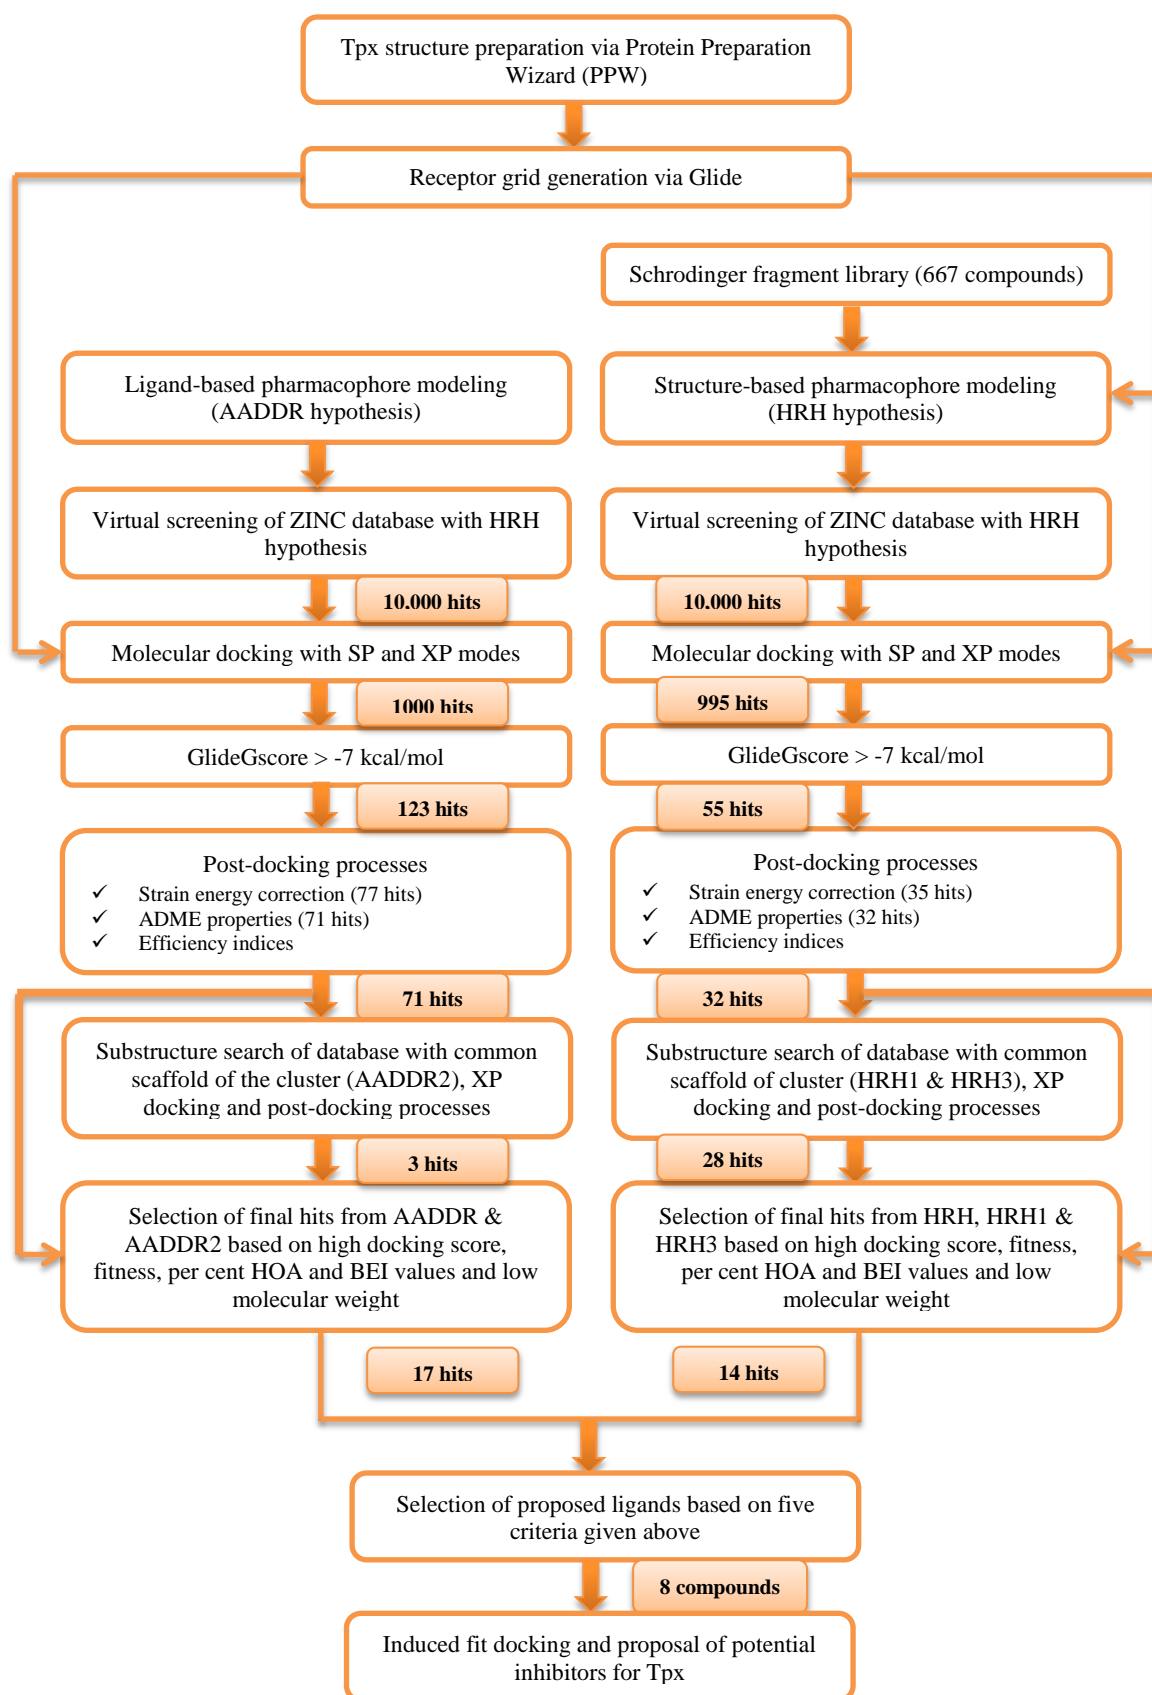 Tpx structure preparation via Protein Preparation
Wizard (PPW)
Receptor grid generation via Glide
Schrodinger fragment library (667 compounds)
Ligand-based pharmacophore modeling
(AADDR hypothesis)
Structure-based pharmacophore modeling
(HRH hypothesis)
Virtual screening of ZINC database with HRH
hypothesis
Virtual screening of ZINC database with HRH
hypothesis
10.000 hits
10.000 hits
Molecular docking with SP and XP modes
Molecular docking with SP and XP modes
1000 hits
995 hits
GlideGscore > -7 kcal/mol
GlideGscore > -7 kcal/mol
123 hits
55 hits
Post-docking processes
✓ Strain energy correction (77 hits)
✓ ADME properties (71 hits)
✓ Efficiency indices
Post-docking processes
✓ Strain energy correction (35 hits)
✓ ADME properties (32 hits)
✓ Efficiency indices
71 hits
32 hits
Substructure search of database with common
scaffold of the cluster (AADDR2), XP
docking and post-docking processes
Substructure search of database with common
scaffold of cluster (HRH1 & HRH3), XP
docking and post-docking processes
3 hits
28 hits
Selection of final hits from AADDR &
AADDR2 based on high docking score,
fitness, per cent HOA and BEI values and low
molecular weight
Selection of final hits from HRH, HRH1 &
HRH3 based on high docking score, fitness,
per cent HOA and BEI values and low
molecular weight
17 hits
14 hits
Selection of proposed ligands based on five
criteria given above
8 compounds
Induced fit docking and proposal of potential
inhibitors for Tpx